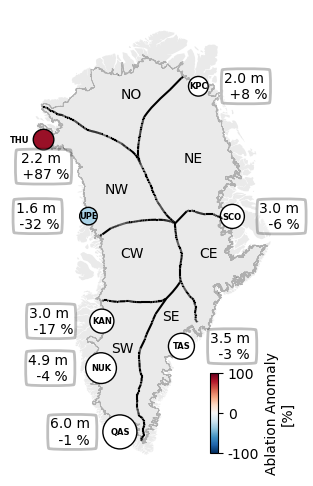 NO
KPC
2.0 m
+8 %
THU
2.2 m
+87 %
NE
NW
1.6 m
-32 %
UPE
SCO
3.0 m
-6 %
CW
CE
3.0 m
-17 %
KAN
SE
SW
TAS
3.5 m
-3 %
4.9 m
-4 %
NUK
6.0 m
-1 %
QAS
100
0
-100
Ablation Anomaly
[%]